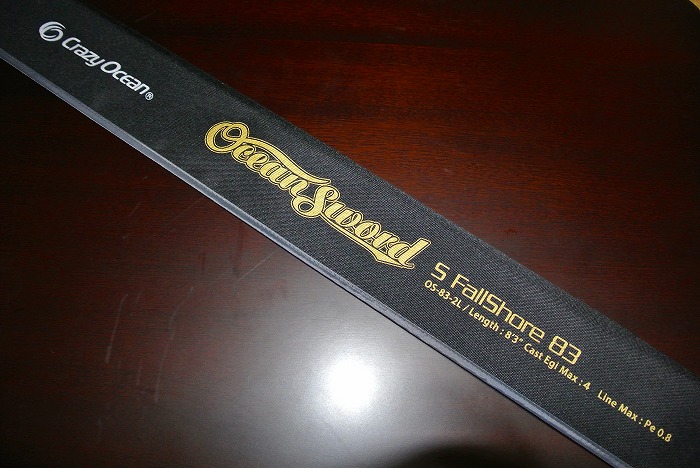 Crazy Ocean®
Ocean Sword
S FallShore 83
OS-83-2L / Length : 8'3" Cast Egi Max : 4 Line Max : Pe 0.8